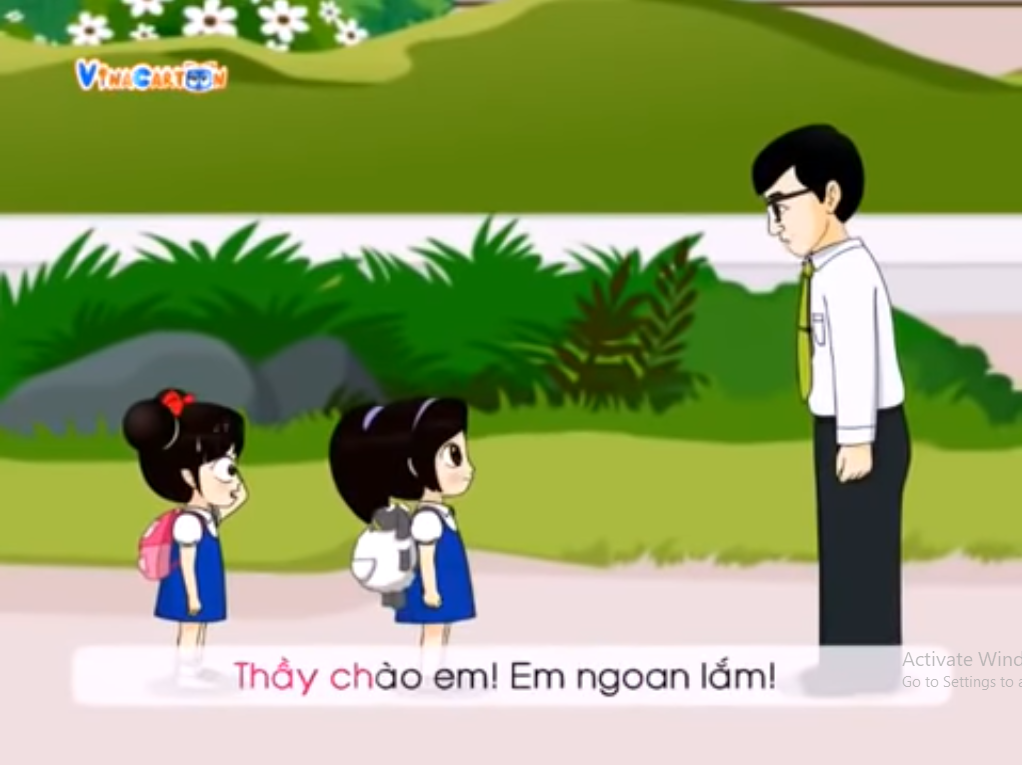 VINACARTOON
Thầy chào em! Em ngoan lắm!
Activate Wind
Go to Settings to a